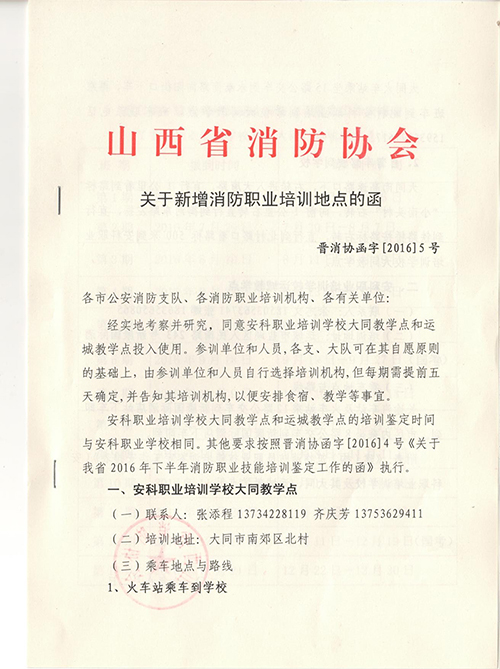 山西省消防协会
关于新增消防职业培训地点的函
晋消协函字[2016]5号
各市公安消防支队、各消防职业培训机构、各有关单位:
经实地考察并研究，同意安科职业培训学校大同教学点和运
城教学点投入使用。参训单位和人员,各支、大队可在其自愿原则
的基础上，由参训单位和人员自行选择培训机构,但每期需提前五
天确定,并告知其培训机构,以便安排食宿、教学等事宜。
安科职业培训学校大同教学点和运城教学点的培训鉴定时间
与安科职业学校相同。其他要求按照晋消协函字[2016]4号《关于
我省2016年下半年消防职业技能培训鉴定工作的函》执行。
一、安科职业培训学校大同教学点
（一）联系人：张添程 13734228119 齐庆芳 13753629411
（二）培训地址：大同市南郊区北村
（三）乘车地点与路线
1、火车站乘车到学校